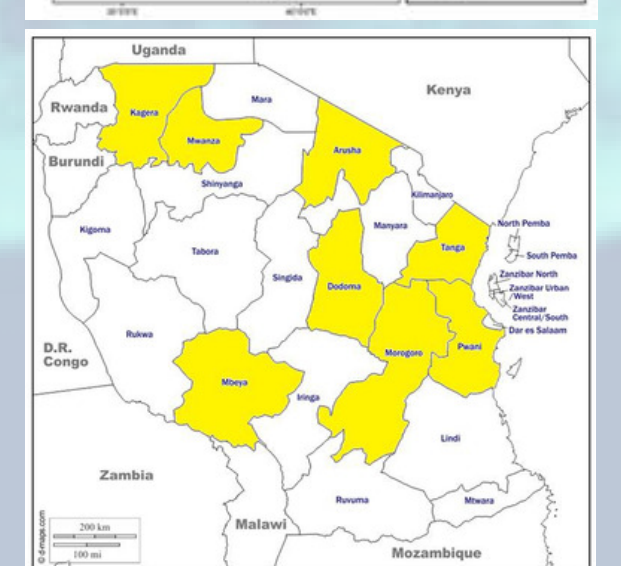 Uganda
Kenya
Mara
Rwanda
Kagera
Mwanza
Arusha
Burundi
Shinyanga
Kilimanjaro
Kigoma
Manyara
North Pemba
Tabora
Tanga
South Pemba
Singida
Zanzibar North
Dodoma
Zanzibar Urban
/West
Zanzibar
Central/South
Dar es Salaam
Rukwa
D.R.
Congo
Morogoro
Pwani
Mbeya
Iringa
Lindi
Zambia
Ruvuma
Mtwara
Malawi
200 km
100 mi
Mozambique
© d-maps.com